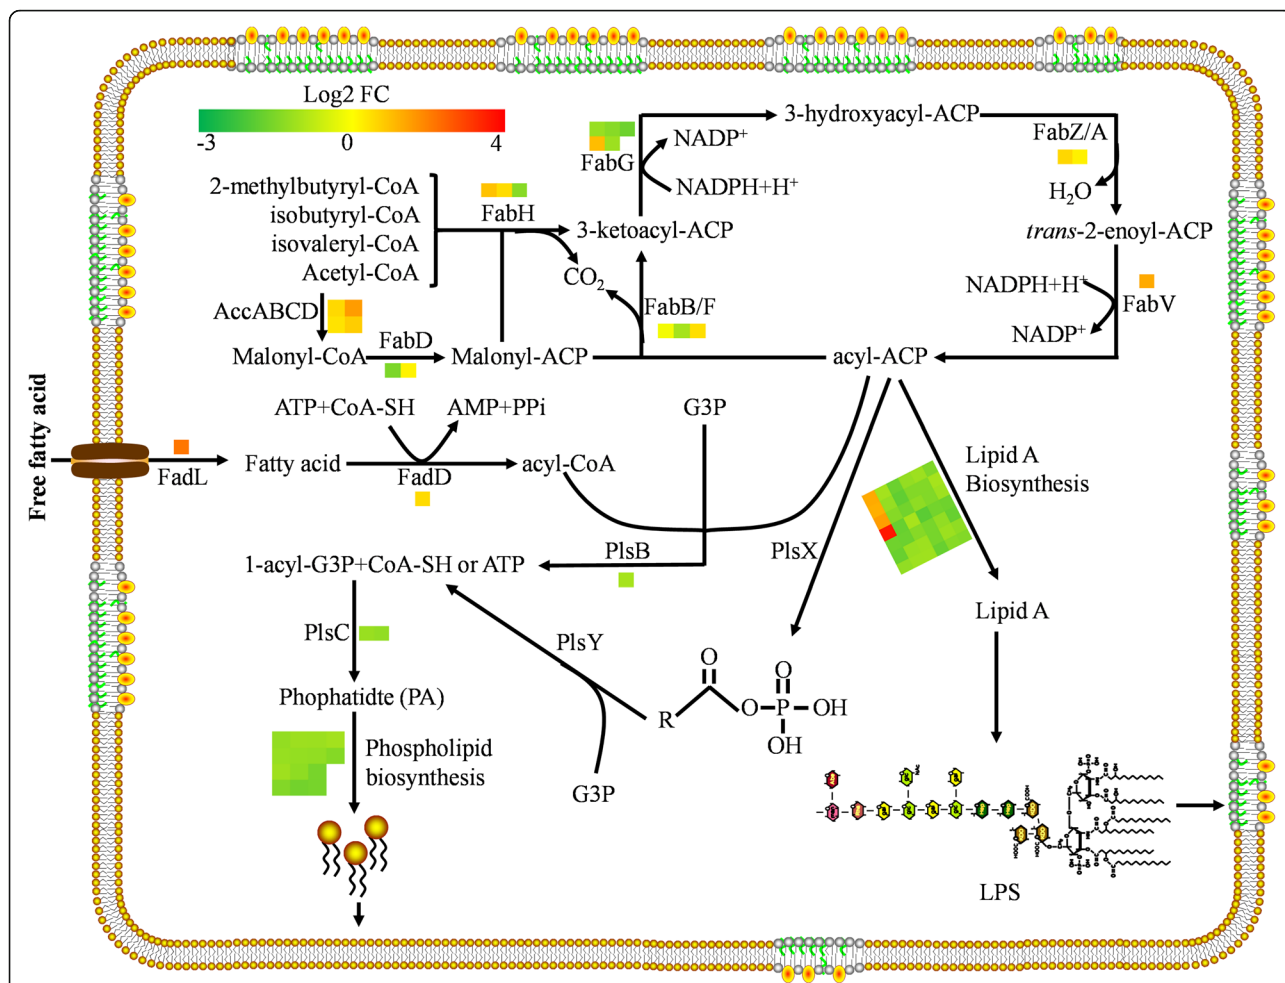 Log2 FC
-3
0
4
2-methylbutyryl-CoA
isobutyryl-CoA
isovaleryl-CoA
Acetyl-CoA
FabH
3-ketoacyl-ACP
CO2
FabG
NADP+
NADPH+H+
3-hydroxyacyl-ACP
FabZ/A
H2O
trans-2-enoyl-ACP
NADPH+H+
FabV
NADP+
AccABCD
FabD
FabB/F
Malonyl-CoA
Malonyl-ACP
acyl-ACP
ATP+CoA-SH
AMP+PPi
G3P
Free fatty acid
FadL
Fatty acid
FadD
acyl-CoA
Lipid A
Biosynthesis
PlsB
PlsX
1-acyl-G3P+CoA-SH or ATP
Lipid A
PlsC
PlsY
Phophatidte (PA)
O
O
R
O
P
OH
OH
Phospholipid
biosynthesis
G3P
LPS